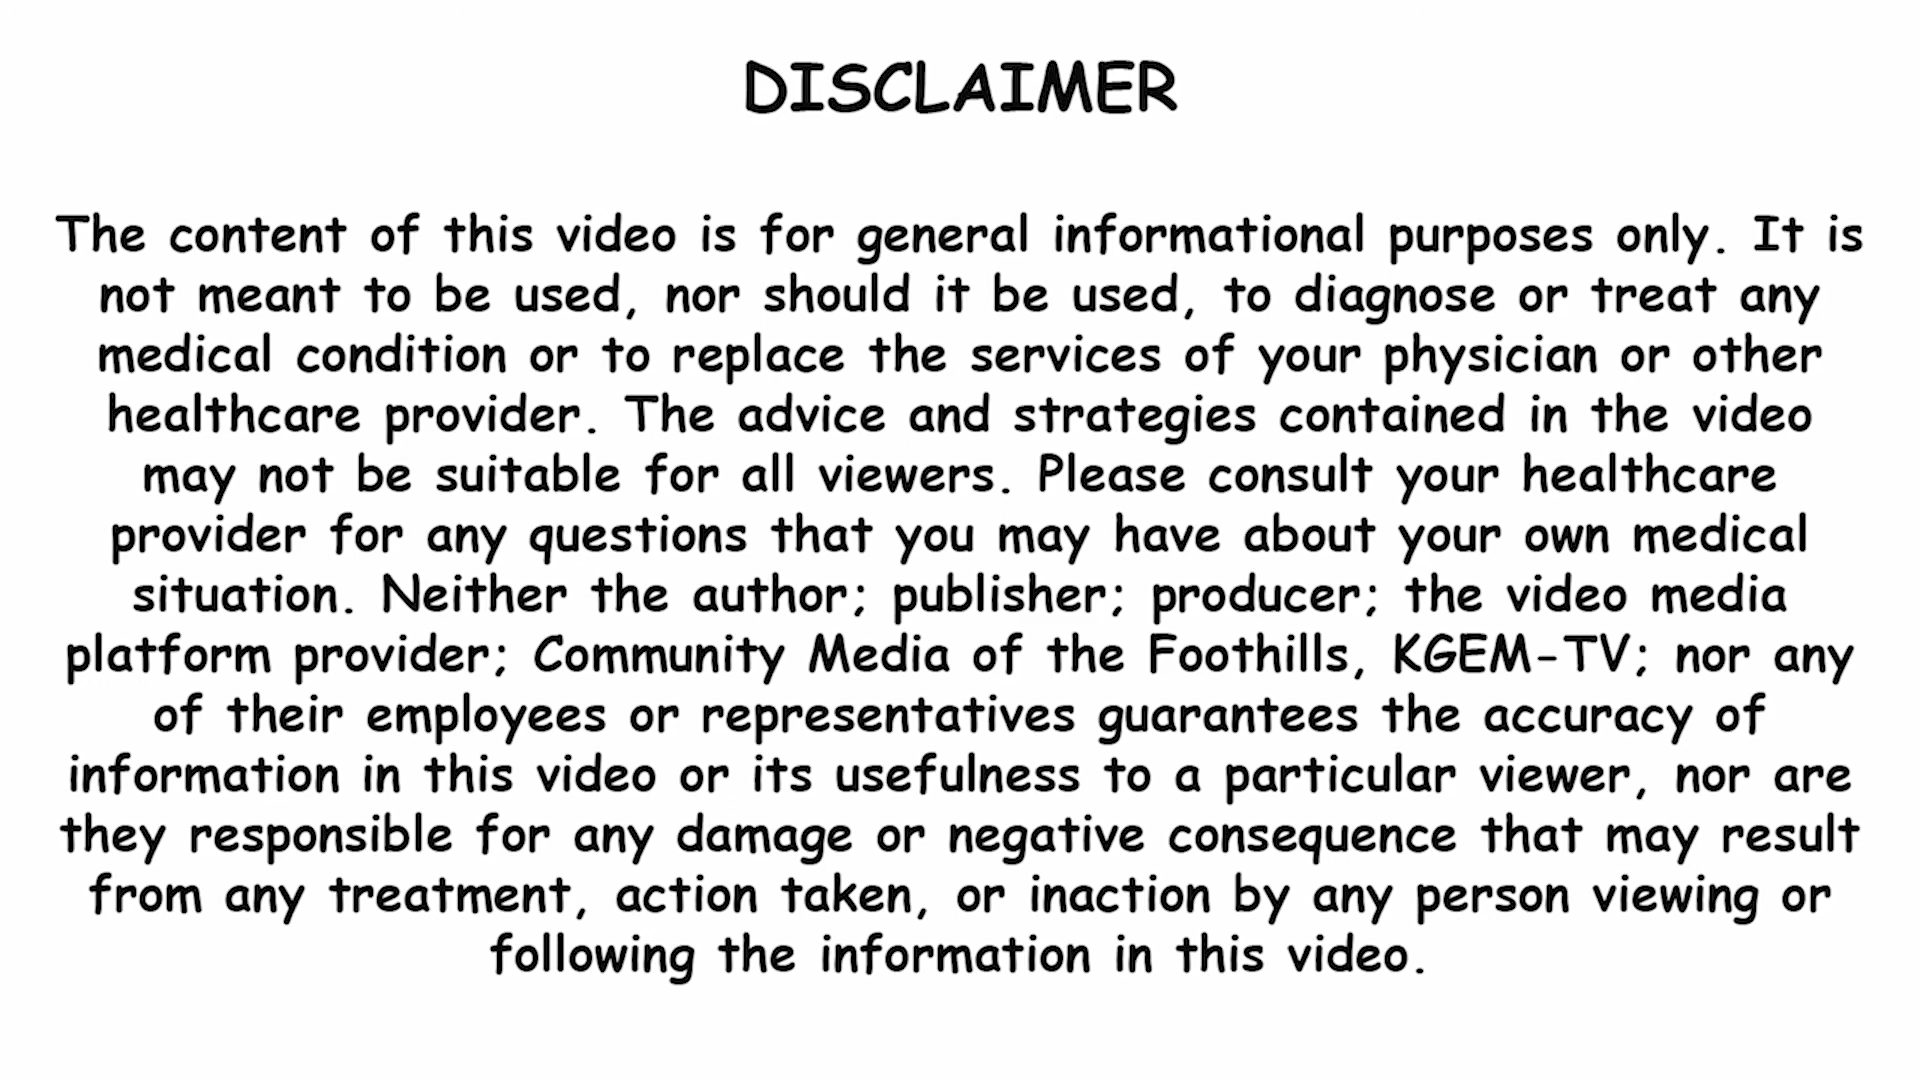 DISCLAIMER
The content of this video is for general informational purposes only. It is
not meant to be used, nor should it be used, to diagnose or treat any
medical condition or to replace the services of your physician or other
healthcare provider. The advice and strategies contained in the video
may not be suitable for all viewers. Please consult your healthcare
provider for any questions that you may have about your own medical
situation. Neither the author; publisher; producer; the video media
platform provider; Community Media of the Foothills, KGEM-TV; nor any
of their employees or representatives guarantees the accuracy of
information in this video or its usefulness to a particular viewer, nor are
they responsible for any damage or negative consequence that may result
from any treatment, action taken, or inaction by any person viewing or
following the information in this video.